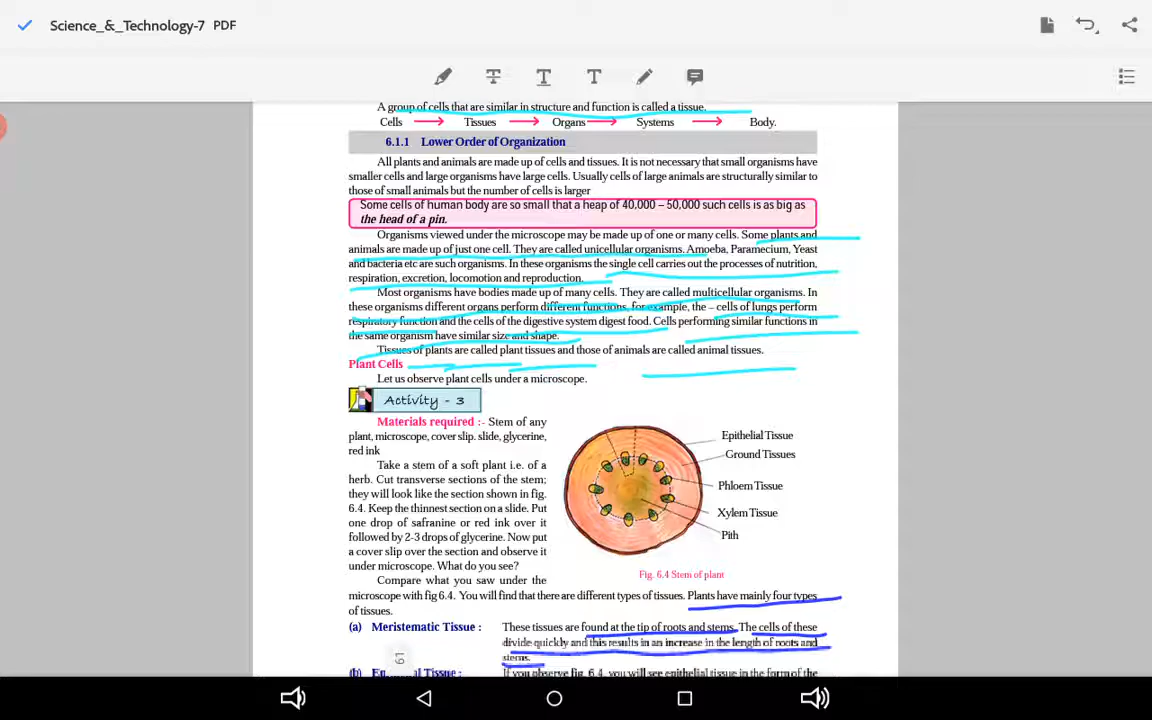 Science_&_Technology-7 PDF
A group of cells that are similar in structure and function is called a tissue.
Cells Tissues Organs Systems Body.
6.1.1 Lower Order of Organization
All plants and animals are made up of cells and tissues. It is not necessary that small organisms have
smaller cells and large organisms have large cells. Usually cells of large animals are structurally similar to
those of small animals but the number of cells is larger
Some cells of human body are so small that a heap of 40,000 – 50,000 such cells is as big as
the head of a pin.
Organisms viewed under the microscope may be made up of one or many cells. Some plants and
animals are made up of just one cell. They are called unicellular organisms. Amoeba, Paramecium, Yeast
and bacteria etc are such organisms. In these organisms the single cell carries out the processes of nutrition,
respiration, excretion, locomotion and reproduction.
Most organisms have bodies made up of many cells. They are called multicellular organisms. In
these organisms different organs perform different functions, for example, the – cells of lungs perform
respiratory function and the cells of the digestive system digest food. Cells performing similar functions in
the same organism have similar size and shape.
Tissues of plants are called plant tissues and those of animals are called animal tissues.
Plant Cells
Let us observe plant cells under a microscope.
Activity - 3
Materials required :- Stem of any
plant, microscope, cover slip. slide, glycerine,
red ink
Take a stem of a soft plant i.e. of a
herb. Cut transverse sections of the stem;
they will look like the section shown in fig.
6.4. Keep the thinnest section on a slide. Put
one drop of safranine or red ink over it
followed by 2-3 drops of glycerine. Now put
a cover slip over the section and observe it
under microscope. What do you see?
Compare what you saw under the
Epithelial Tissue
Ground Tissues
Phloem Tissue
Xylem Tissue
Pith
Fig. 6.4 Stem of plant
microscope with fig 6.4. You will find that there are different types of tissues. Plants have mainly four types
of tissues.
(a) Meristematic Tissue : These tissues are found at the tip of roots and stems. The cells of these
divide quickly and this results in an increase in the length of roots and
stems.
61
(b) Tissue : If you observe fig. 6.4, you will see epithelial tissue in the form of the